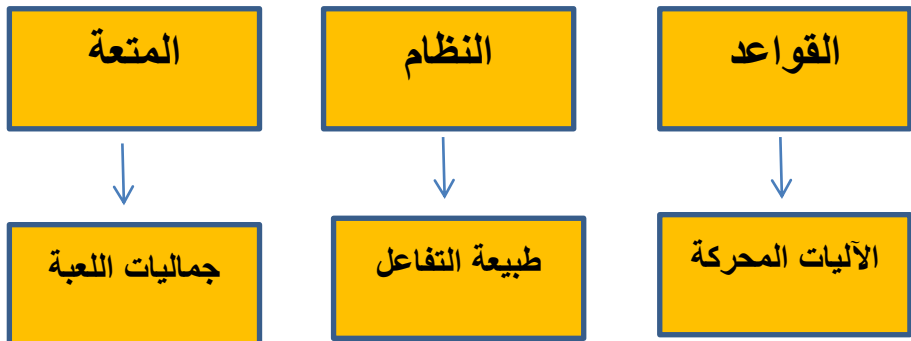 القواعد
النظام
المتعة
الآليات المحركة
طبيعة التفاعل
جماليات اللعبة